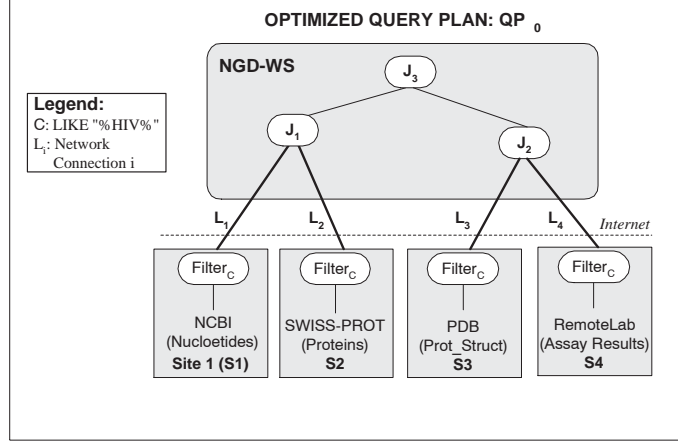 OPTIMIZED QUERY PLAN: QP 0
NGD-WS
J3
Legend:
C: LIKE "%HIV%"
Li: Network
Connection i
J1
J2
L1
L2
L3
L4
Internet
FilterC
FilterC
FilterC
FilterC
NCBI
(Nucloetides)
Site 1 (S1)
SWISS-PROT
(Proteins)
S2
PDB
(Prot_Struct)
S3
RemoteLab
(Assay Results)
S4